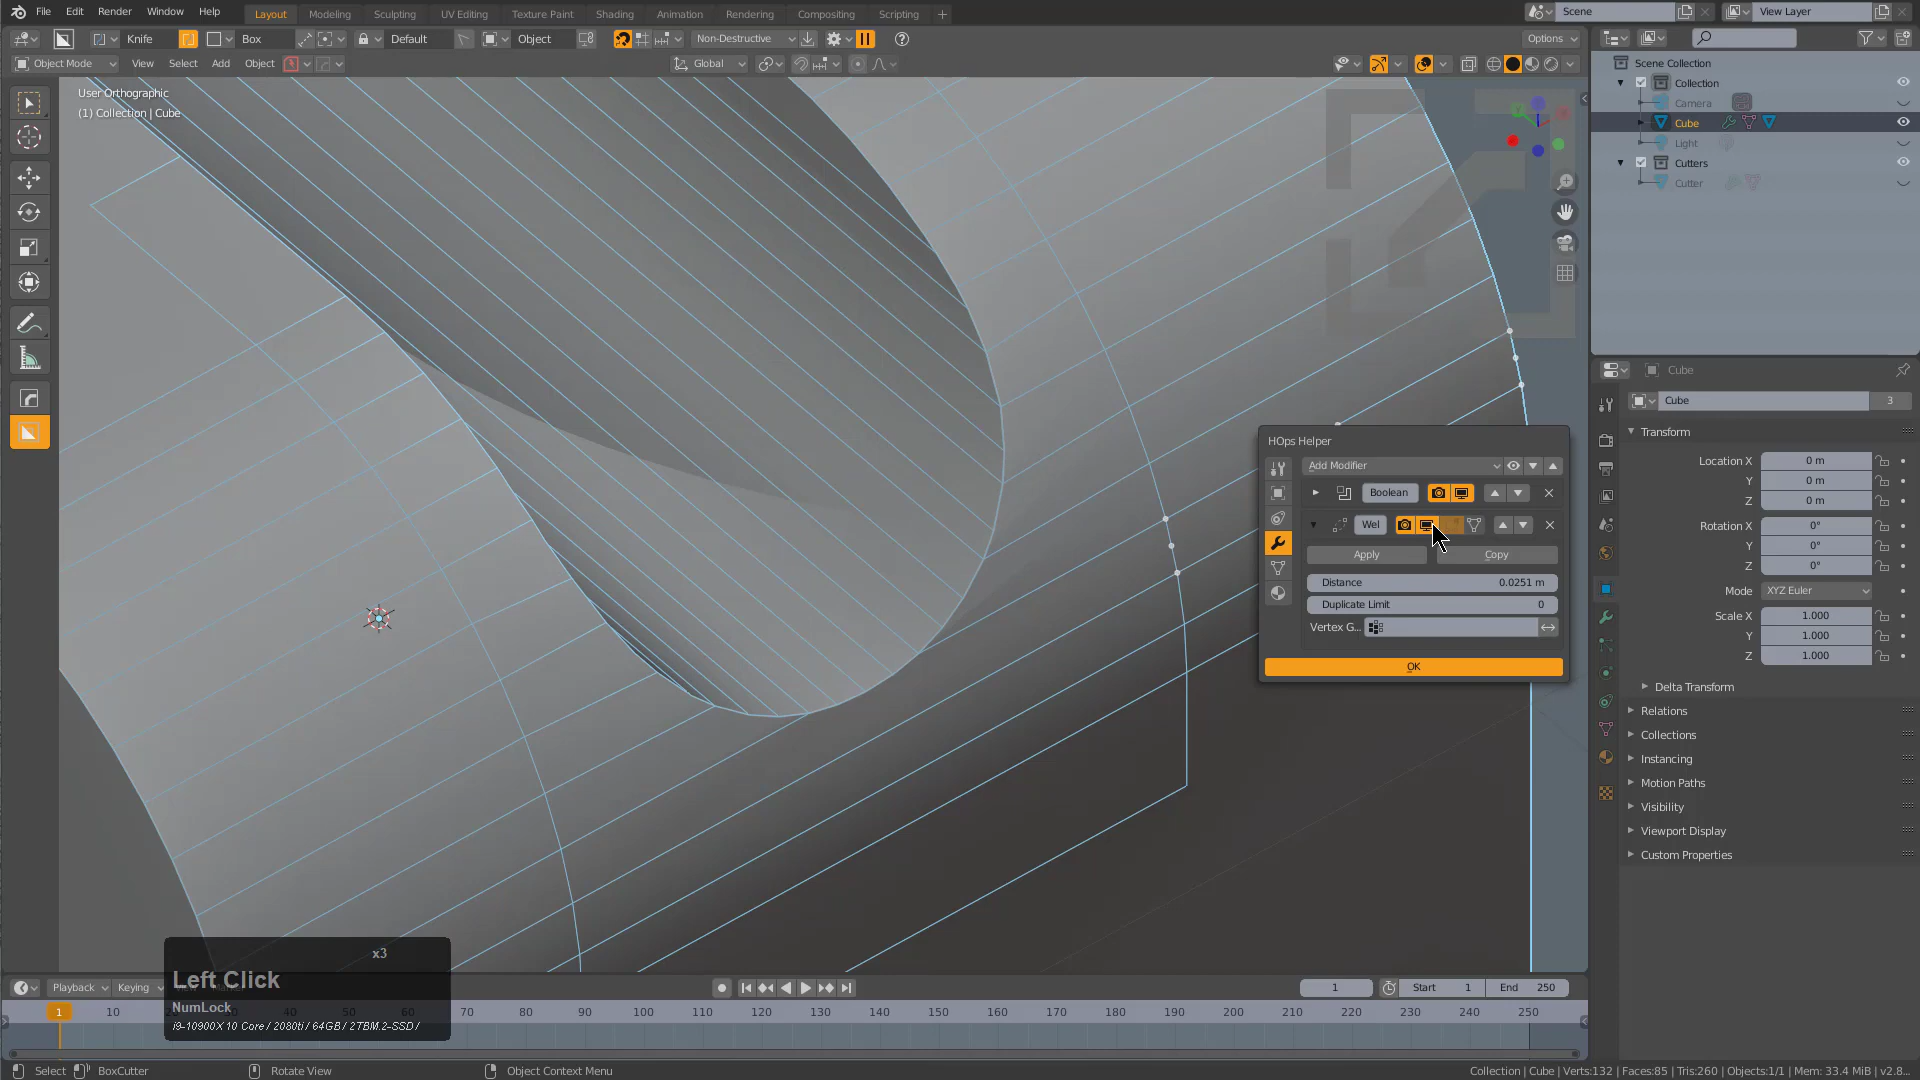 File Edit Render Window Help Layout Modeling Sculpting UV Editing Texture Paint Shading Animation Rendering Compositing Scripting Scene View Layer
Knife Box Default Object Non-Destructive Options
Object Mode View Select Add Object Global
User Orthographic
(1) Collection | Cube
Scene Collection
Collection
Camera
Cube
Light
Cutters
Cutter
Cube
Cube 3
Transform
Location X 0 m
Y 0 m
Z 0 m
Rotation X 0°
Y 0°
Z 0°
Mode XYZ Euler
Scale X 1.000
Y 1.000
Z 1.000
Delta Transform
Relations
Collections
Instancing
Motion Paths
Visibility
Viewport Display
Custom Properties
HOps Helper
Add Modifier
Boolean
Wel
Apply Copy
Distance 0.0251 m
Duplicate Limit 0
Vertex G...
OK
x3
Left Click
NumLock
i9-10900X 10 Core / 2080ti / 64GB / 2TBM.2-SSD /
Playback Keying 1 Start 1 End 250
1 10 70 80 90 100 110 120 130 140 150 160 170 180 190 200 210 220 230 240 250
Select BoxCutter Rotate View Object Context Menu Collection | Cube | Verts:132 | Faces:85 | Tris:260 | Objects:1/1 | Mem: 33.4 MiB | v2.8...